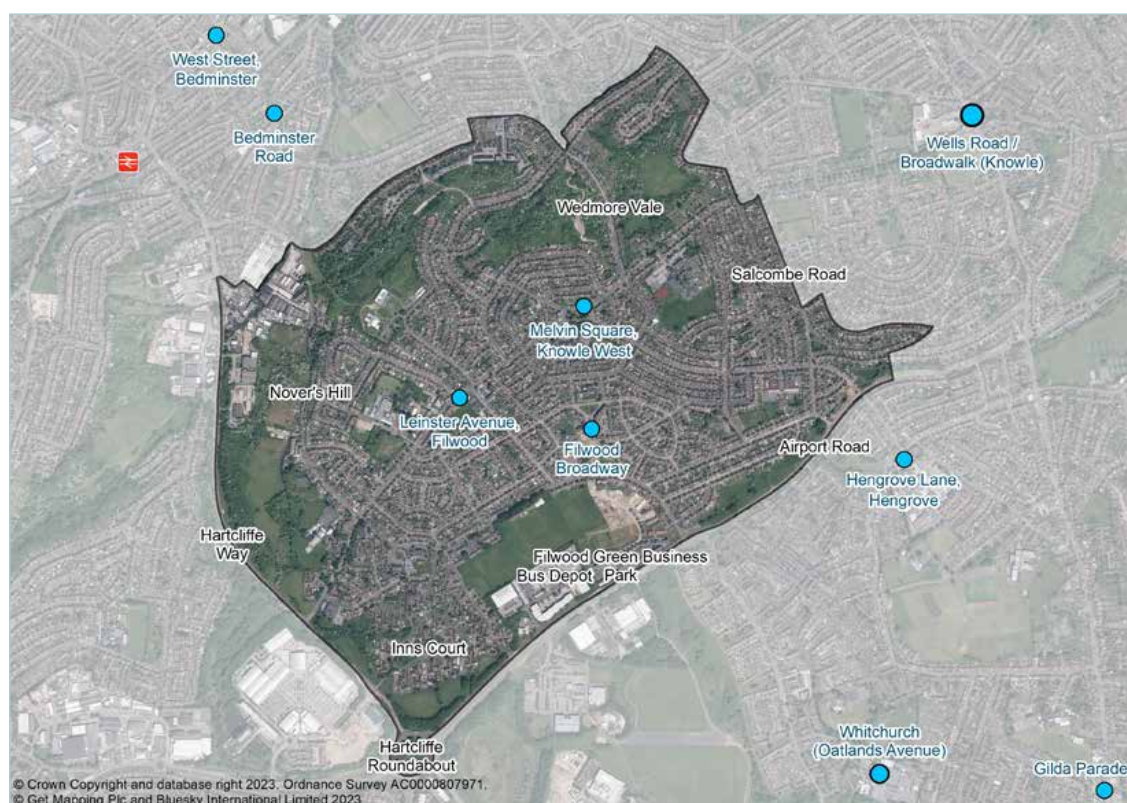 West Street,
Bedminster
Bedminster
Road
Wells Road /
Broadwalk (Knowle)
Wedmore Vale
Salcombe Road
Melvin Square,
Knowle West
Nover's Hill
Leinster Avenue,
Filwood
Filwood
Broadway
Airport Road
Hengrove Lane,
Hengrove
Hartcliffe
Way
Filwood Green Business
Bus Depot Park
Inns Court
Hartcliffe
Roundabout
Whitchurch
(Oatlands Avenue)
Gilda Parade
© Crown Copyright and database right 2023. Ordnance Survey AC0000807971.
© Get Mapping Plc and Bluesky International Limited 2023